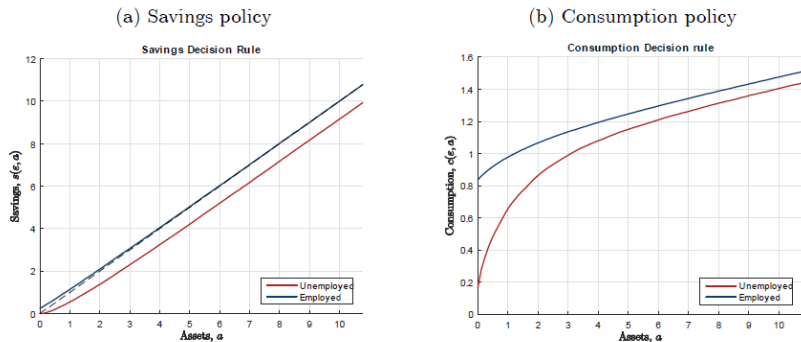 (a) Savings policy
Savings Decision Rule
12
10
8
6
4
2
0
Savings, s(ε, a)
0 1 2 3 4 5 6 7 8 9 10
Assets, a
Unemployed
Employed
(b) Consumption policy
Consumption Decision rule
1.6
1.4
1.2
1
0.8
0.6
0.4
0.2
0
Consumption, c(ε, a)
0 1 2 3 4 5 6 7 8 9 10
Assets, a
Unemployed
Employed